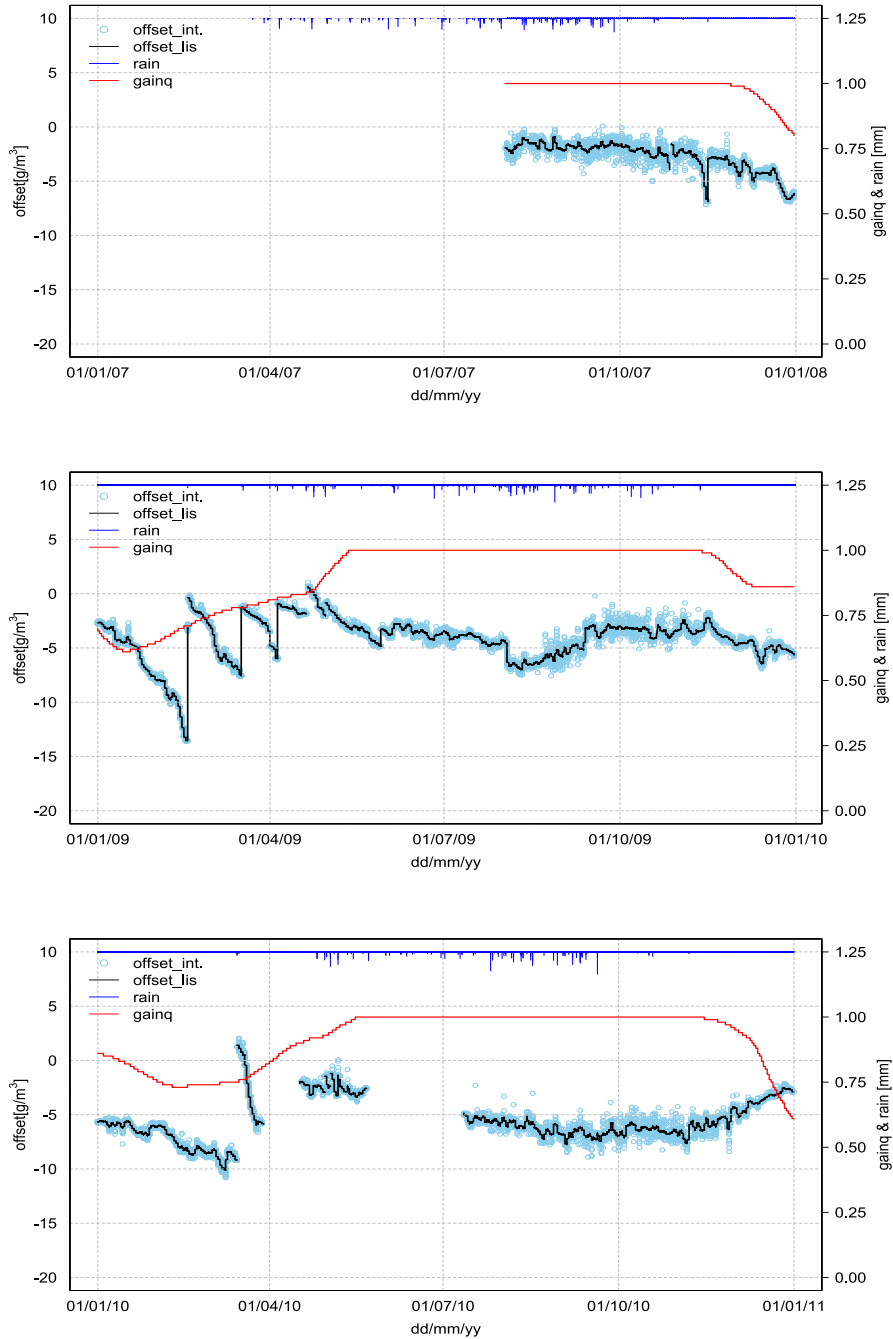 10
5
0
-5
-10
-15
-20
offset[g/m³]
offset_int.
offset_lis
rain
gainq
1.25
1.00
0.75
0.50
0.25
0.00
gainq & rain [mm]
01/01/07
01/04/07
01/07/07
01/10/07
01/01/08
dd/mm/yy
10
5
0
-5
-10
-15
-20
offset[g/m³]
offset_int.
offset_lis
rain
gainq
1.25
1.00
0.75
0.50
0.25
0.00
gainq & rain [mm]
01/01/09
01/04/09
01/07/09
01/10/09
01/01/10
dd/mm/yy
10
5
0
-5
-10
-15
-20
offset[g/m³]
offset_int.
offset_lis
rain
gainq
1.25
1.00
0.75
0.50
0.25
0.00
gainq & rain [mm]
01/01/10
01/04/10
01/07/10
01/10/10
01/01/11
dd/mm/yy